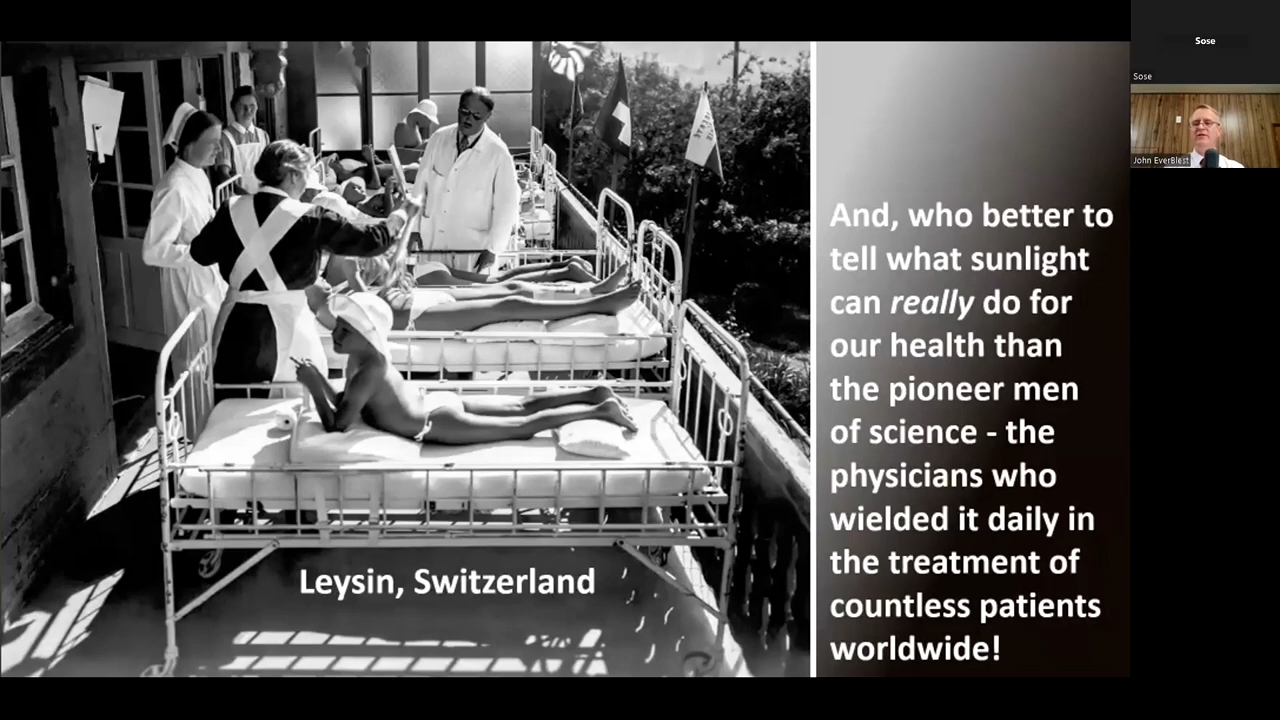 Leysin, Switzerland
And, who better to
tell what sunlight
can really do for
our health than
the pioneer men
of science - the
physicians who
wielded it daily in
the treatment of
countless patients
worldwide!
Sose
Sose
John EverBlest